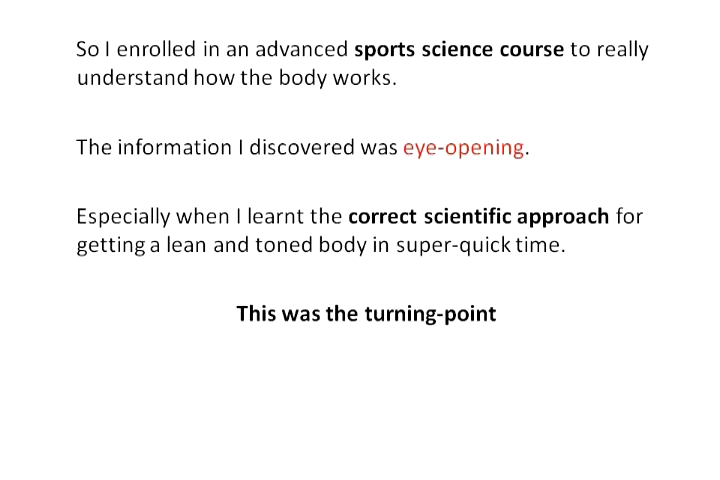 So I enrolled in an advanced sports science course to really
understand how the body works.
The information I discovered was eye-opening.
Especially when I learnt the correct scientific approach for
getting a lean and toned body in super-quick time.
This was the turning-point